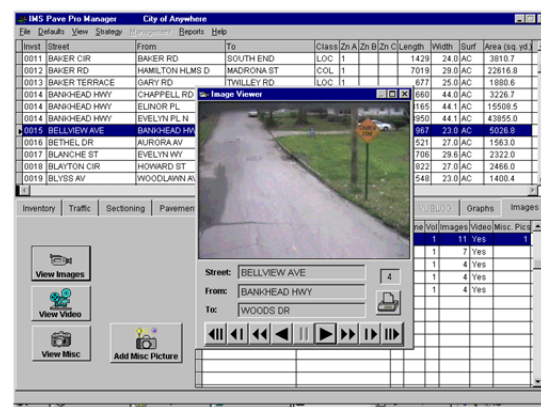 IMS Pave Pro Manager City of Anywhere
File Defaults View Strategy Management Reports Help
Invst Street From To Class Zn A Zn B Zn C Length Width Surf Area (sq. yd.)
0011 BAKER CIR BAKER RD SOUTH END LOC 1 1429 24.0 AC 3810.7
0012 BAKER RD HAMILTON HLMS D MADRONA ST COL 1 7019 29.0 AC 22616.8
0013 BAKER TERRACE GARY RD TWILLEY RD LOC 1 677 25.0 AC 1880.6
0014 BANKHEAD HWY CHAPPELL RD 660 44.0 AC 3226.7
0014 BANKHEAD HWY ELINOR PL 165 44.1 AC 15508.5
0014 BANKHEAD HWY EVELYN PL N 950 44.1 AC 43855.0
0015 BELLVIEW AVE BANKHEAD HW 967 23.0 AC 5026.8
0016 BETHEL DR AURORA AV 521 27.0 AC 1563.0
0017 BLANCHE ST EVELYN WY 706 29.6 AC 2322.0
0018 BLAYTON CIR HOWARD ST 822 27.0 AC 2466.0
0019 BLYSS AV WOODLAWN AV 548 23.0 AC 1400.4
Image Viewer
Inventory Traffic Sectioning Pavemen
Graphs Images
ne Vol Images Video Misc. Pics
1 11 Yes 1
1 7 Yes
1 4 Yes
1 4 Yes
1 4 Yes
View Images
View Video
View Misc
Add Misc Picture
Street: BELLVIEW AVE 4
From: BANKHEAD HWY
To: WOODS DR